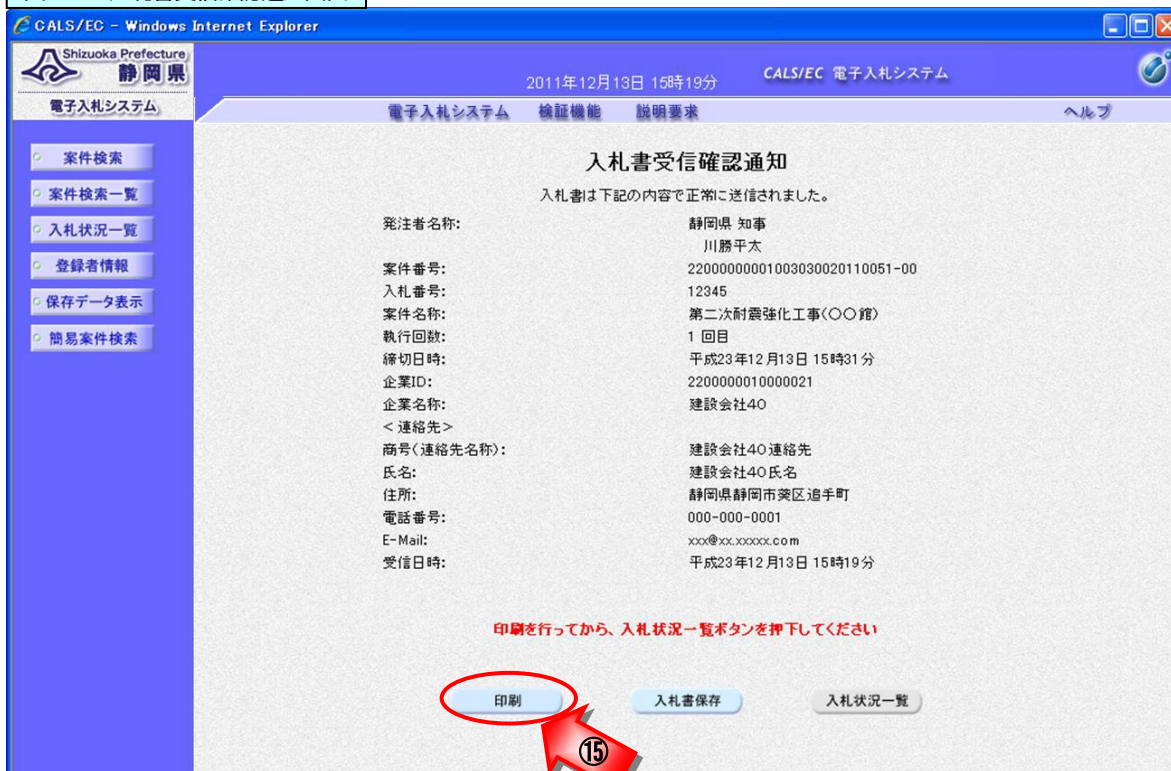 CALS/EC - Windows Internet Explorer
Shizuoka Prefecture
静岡県
2011年12月13日 15時19分
CALS/EC 電子入札システム
電子入札システム
電子入札システム 検証機能 説明要求 ヘルプ
案件検索
案件検索一覧
入札状況一覧
登録者情報
保存データ表示
簡易案件検索
入札書受信確認通知
入札書は下記の内容で正常に送信されました。
発注者名称: 静岡県 知事
川勝平太
案件番号: 2200000000100303002011​0051-00
入札番号: 12345
案件名称: 第二次耐震強化工事(〇〇館)
執行回数: 1 回目
締切日時: 平成23年12月13日 15時31分
企業ID: 2200000010000021
企業名称: 建設会社40
<連絡先>
商号(連絡先名称): 建設会社40連絡先
氏名: 建設会社40氏名
住所: 静岡県静岡市葵区追手町
電話番号: 000-000-0001
E-Mail: xxx@xx.xxxxx.com
受信日時: 平成23年12月13日 15時19分
印刷を行ってから、入札状況一覧ボタンを押下してください
印刷 入札書保存 入札状況一覧
⑮